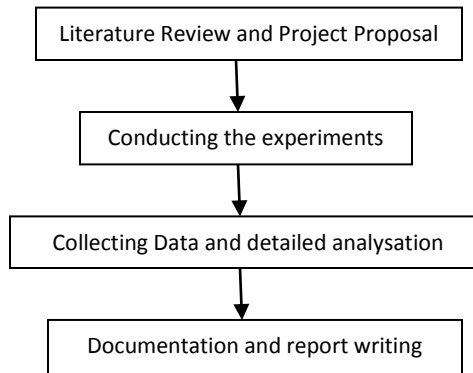 Literature Review and Project Proposal
Conducting the experiments
Collecting Data and detailed analysation
Documentation and report writing